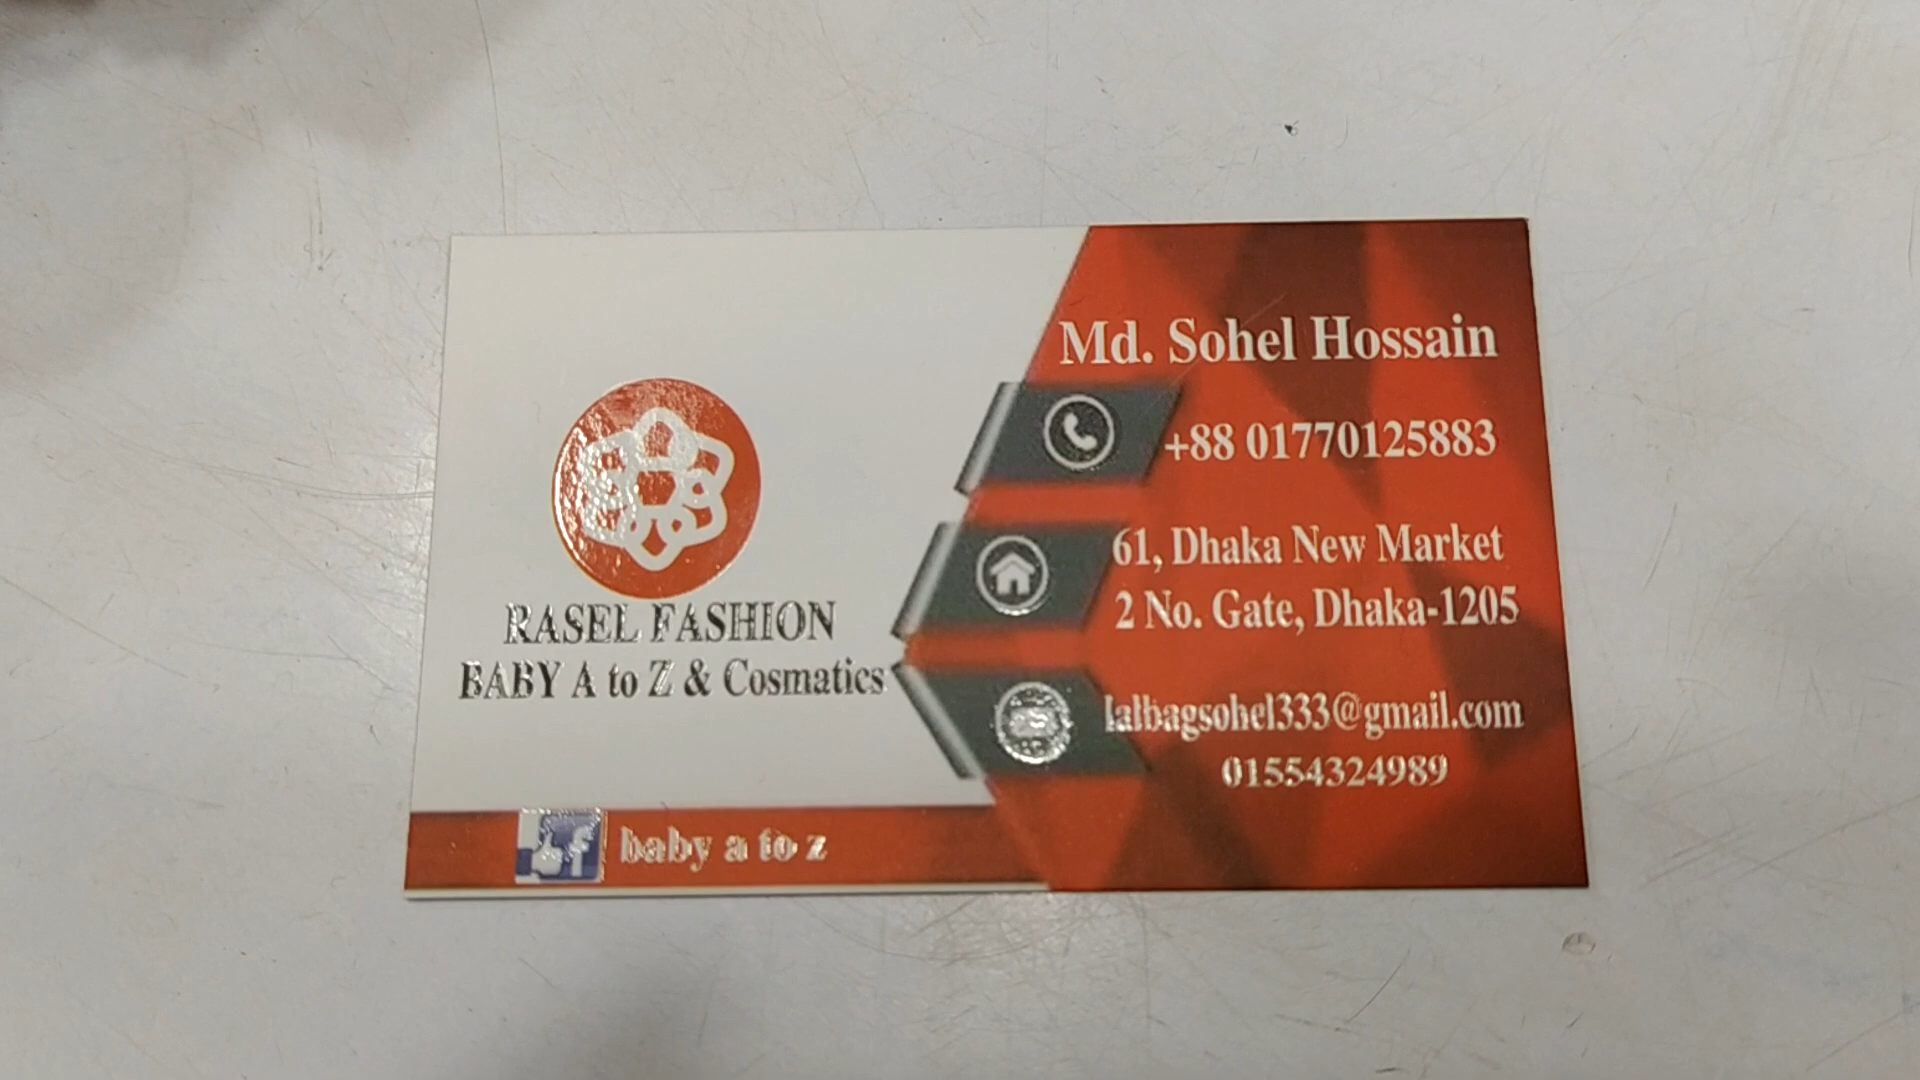 RASEL FASHION
BABY A to Z & Cosmatics
baby a to z
Md. Sohel Hossain
+88 01770125883
61, Dhaka New Market
2 No. Gate, Dhaka-1205
lalbagsohel333@gmail.com
01554324989